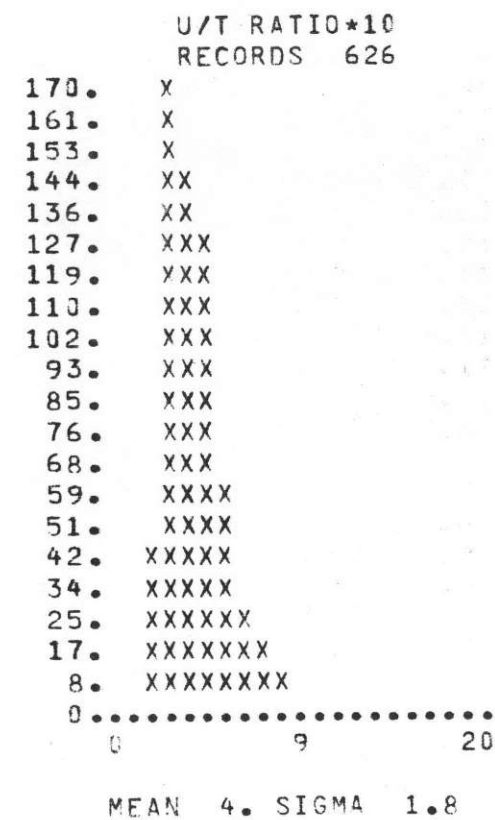 U/T RATIO*10
RECORDS 626
170. X
161. X
153. X
144. XX
136. XX
127. XXX
119. XXX
110. XXX
102. XXX
93. XXX
85. XXX
76. XXX
68. XXX
59. XXXX
51. XXXX
42. XXXXX
34. XXXXX
25. XXXXXX
17. XXXXXXX
8. XXXXXXXX
0.....................
0 9 20
MEAN 4. SIGMA 1.8